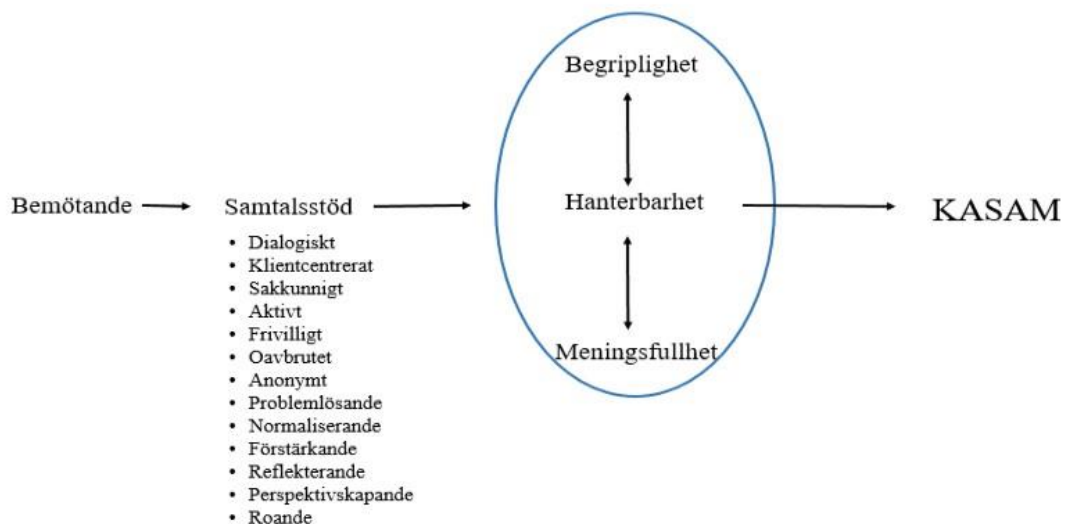 Begriplighet
Bemötande
Samtalsstöd
Hanterbarhet
KASAM
• Dialogiskt
• Klientcentrerat
• Sakkunnigt
• Aktivt
• Frivilligt
• Oavbrutet
• Anonymt
• Problemlösande
• Normaliserande
• Förstärkande
• Reflekterande
• Perspektivskapande
• Roande
Meningsfullhet